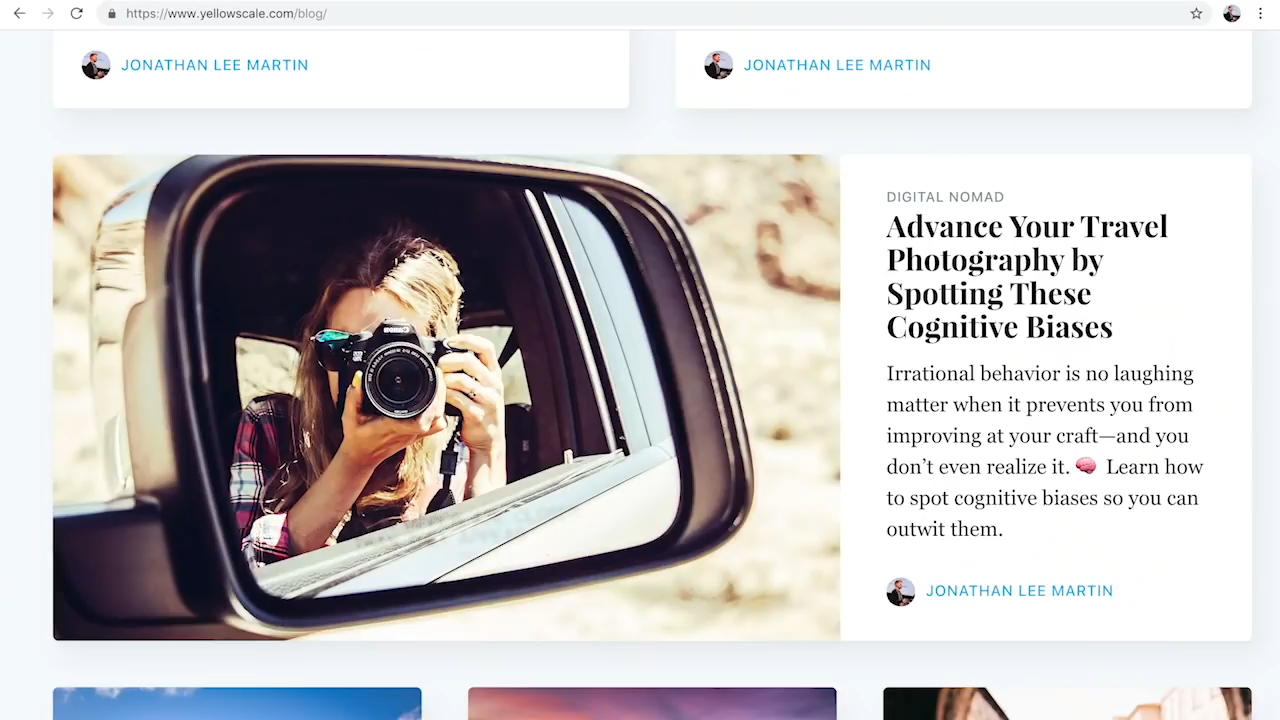 https://www.yellowscale.com/blog/
JONATHAN LEE MARTIN
JONATHAN LEE MARTIN
Canon
DIGITAL NOMAD
Advance Your Travel
Photography by
Spotting These
Cognitive Biases
Irrational behavior is no laughing
matter when it prevents you from
improving at your craft—and you
don’t even realize it. 🧠 Learn how
to spot cognitive biases so you can
outwit them.
JONATHAN LEE MARTIN